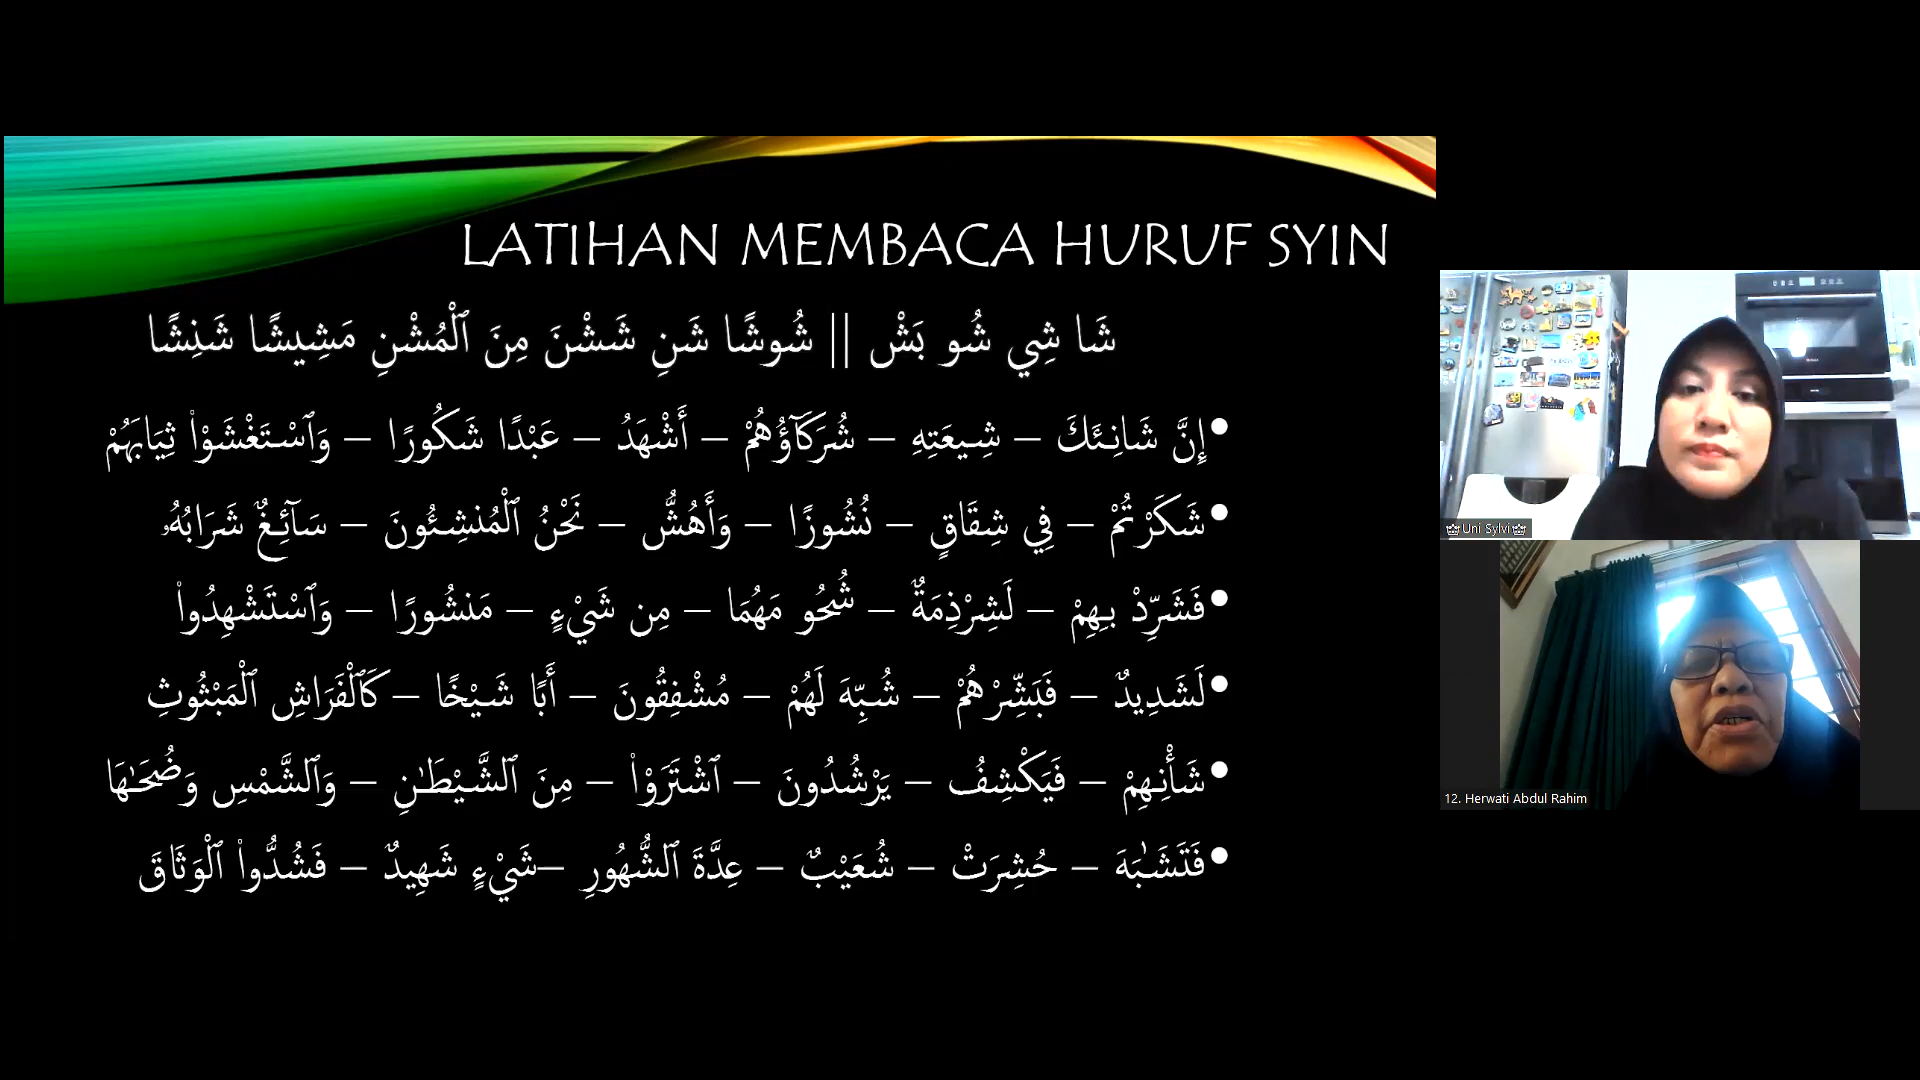 LATIHAN MEMBACA HURUF SYIN
شَا شِي شُو بَشْ || شُوشًا شَنِ شَشْنَ مِنَ ٱلْمُشْنِ مَشِيشًا شَنِشًا
•إِنَّ شَانِئَكَ – شِيعَتِهِ – شُرَكَآؤُهُمْ – أَشْهَدُ – عَبْدًا شَكُورًا – وَٱسْتَغْشَوْا۟ ثِيَابَهُمْ
•شَكَرْتُمْ – فِي شِقَاقٍ – نُشُوزًا – وَأَهُشُّ – نَحْنُ ٱلْمُنشِـُٔونَ – سَآئِغٌ شَرَابُهُۥ
•فَشَرِّدْ بِهِمْ – لَشِرْذِمَةٌ – شُحُو مَهُمَا – مِن شَيْءٍ – مَنشُورًا – وَٱسْتَشْهِدُوا۟
•لَشَدِيدٌ – فَبَشِّرْهُمْ – شُبِّهَ لَهُمْ – مُشْفِقُونَ – أَبًا شَيْخًا – كَٱلْفَرَاشِ ٱلْمَبْثُوثِ
•شَأْنِهِمْ – فَيَكْشِفُ – يَرْشُدُونَ – ٱشْتَرَوْا۟ – مِنَ ٱلشَّيْطَٰنِ – وَٱلشَّمْسِ وَضُحَىٰهَا
•فَتَشَٰبَهَ – حُشِرَتْ – شُعَيْبٌ – عِدَّةَ ٱلشُّهُورِ –شَيْءٍ شَهِيدٌ – فَشُدُّوا۟ ٱلْوَثَاقَ
Uni Sylvi
12. Herwati Abdul Rahim